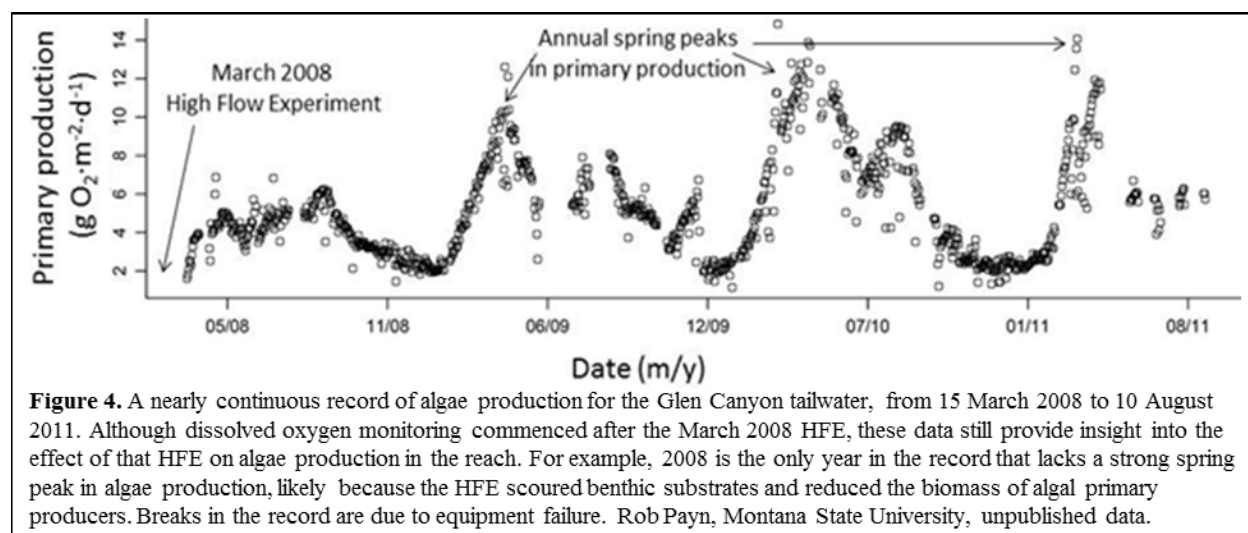 Annual spring peaks
in primary production
March 2008
High Flow Experiment
Primary production
(g O₂·m⁻²·d⁻¹)
14
12
10
8
6
4
2
05/08 11/08 06/09 12/09 07/10 01/11 08/11
Date (m/y)
Figure 4. A nearly continuous record of algae production for the Glen Canyon tailwater, from 15 March 2008 to 10 August
2011. Although dissolved oxygen monitoring commenced after the March 2008 HFE, these data still provide insight into the
effect of that HFE on algae production in the reach. For example, 2008 is the only year in the record that lacks a strong spring
peak in algae production, likely because the HFE scoured benthic substrates and reduced the biomass of algal primary
producers. Breaks in the record are due to equipment failure. Rob Payn, Montana State University, unpublished data.